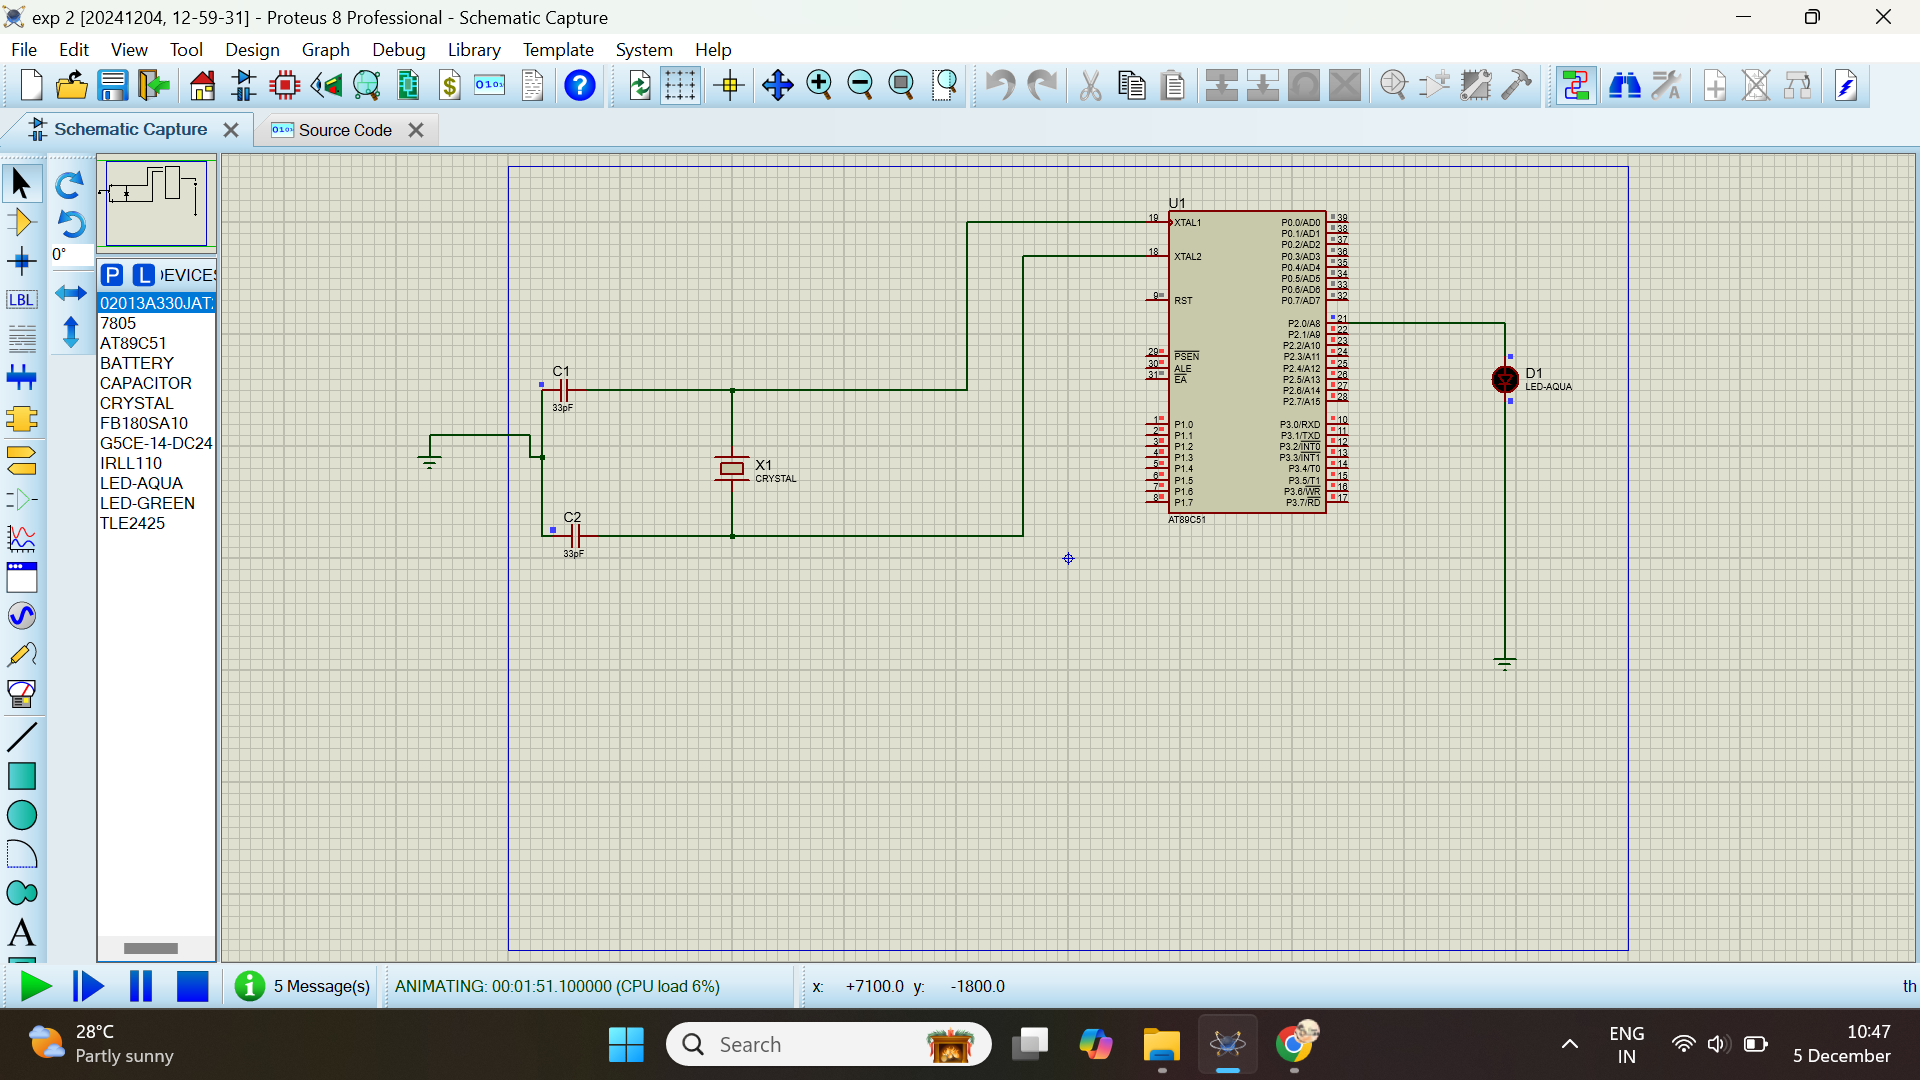 exp 2 [20241204, 12-59-31] - Proteus 8 Professional - Schematic Capture
File Edit View Tool Design Graph Debug Library Template System Help
Schematic Capture
Source Code
0°
LBL
P L DEVICES
02013A330JAT
7805
AT89C51
BATTERY
CAPACITOR
CRYSTAL
FB180SA10
G5CE-14-DC24
IRLL110
LED-AQUA
LED-GREEN
TLE2425
A
C1
33pF
C2
33pF
X1
CRYSTAL
U1
19 XTAL1
18 XTAL2
9 RST
29 PSEN
30 ALE
31 EA
1 P1.0
2 P1.1
3 P1.2
4 P1.3
5 P1.4
6 P1.5
7 P1.6
8 P1.7
P0.0/AD0 39
P0.1/AD1 38
P0.2/AD2 37
P0.3/AD3 36
P0.4/AD4 35
P0.5/AD5 34
P0.6/AD6 33
P0.7/AD7 32
P2.0/A8 21
P2.1/A9 22
P2.2/A10 23
P2.3/A11 24
P2.4/A12 25
P2.5/A13 26
P2.6/A14 27
P2.7/A15 28
P3.0/RXD 10
P3.1/TXD 11
P3.2/INT0 12
P3.3/INT1 13
P3.4/T0 14
P3.5/T1 15
P3.6/WR 16
P3.7/RD 17
AT89C51
D1
LED-AQUA
5 Message(s)
ANIMATING: 00:01:51.100000 (CPU load 6%)
x: +7100.0 y: -1800.0
th
28°C
Partly sunny
Search
ENG
IN
10:47
5 December